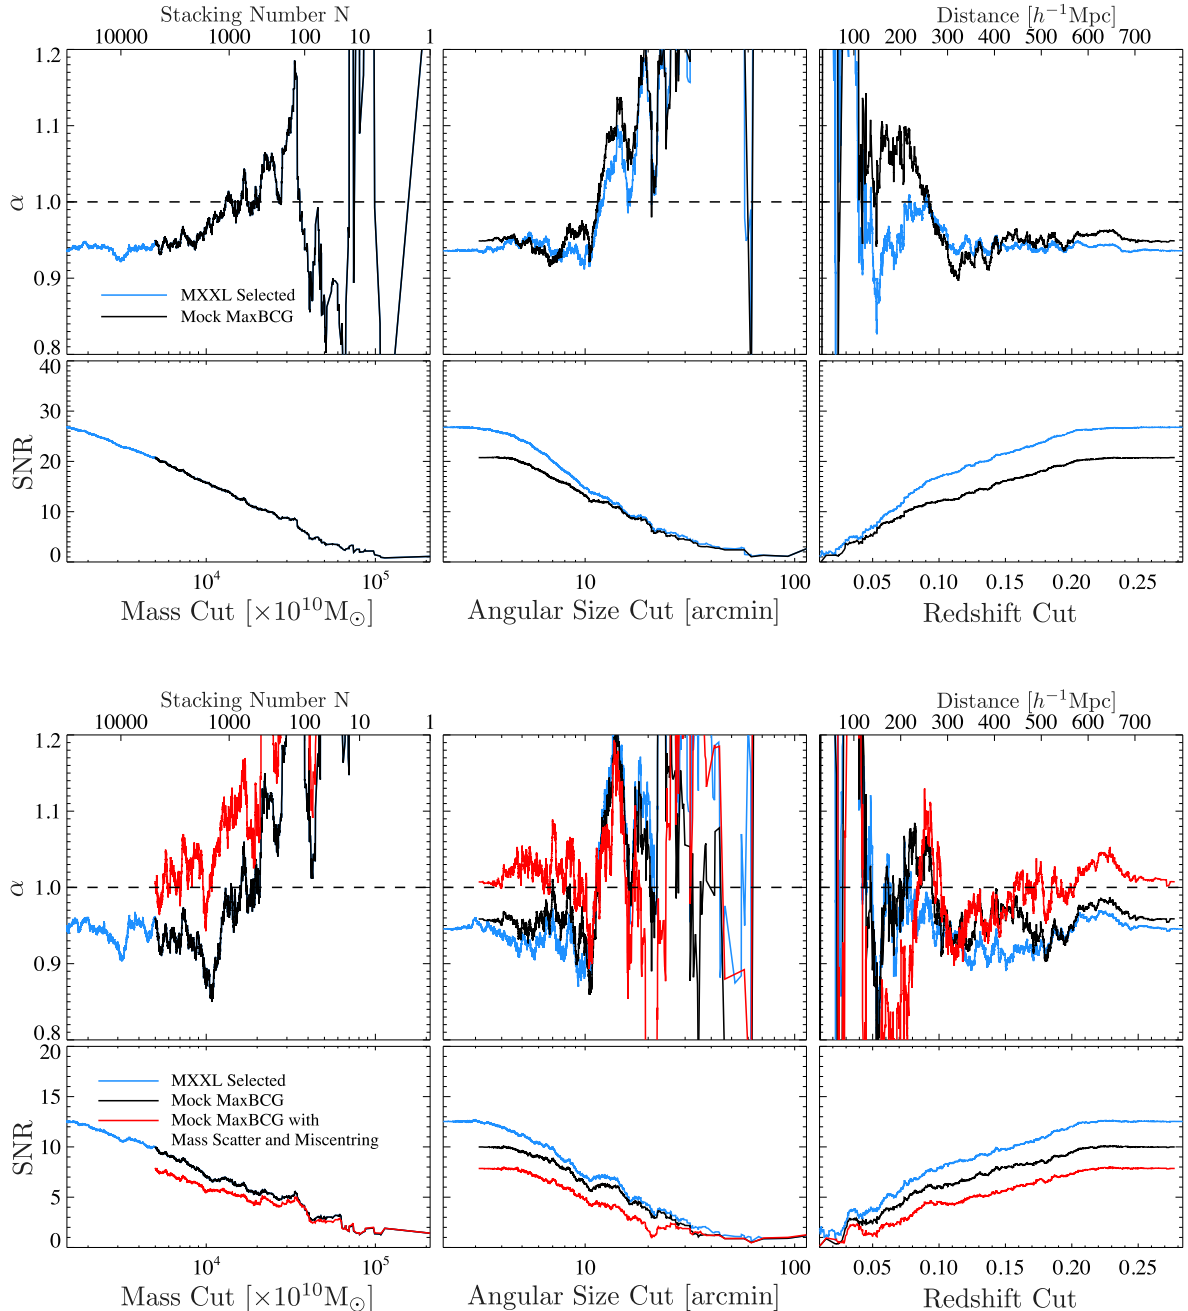 Stacking Number N
10000 1000 100 10 1
Distance [h⁻¹Mpc]
100 200 300 400 500 600 700
α
1.2
1.1
1.0
0.9
0.8
MXXL Selected
Mock MaxBCG
SNR
40
30
20
10
0
10⁴ 10⁵
Mass Cut [×10¹⁰M☉]
10 100
Angular Size Cut [arcmin]
0.05 0.10 0.15 0.20 0.25
Redshift Cut
Stacking Number N
10000 1000 100 10 1
Distance [h⁻¹Mpc]
100 200 300 400 500 600 700
α
1.2
1.1
1.0
0.9
0.8
SNR
20
15
10
5
0
MXXL Selected
Mock MaxBCG
Mock MaxBCG with
Mass Scatter and Miscentring
10⁴ 10⁵
Mass Cut [×10¹⁰M☉]
10 100
Angular Size Cut [arcmin]
0.05 0.10 0.15 0.20 0.25
Redshift Cut